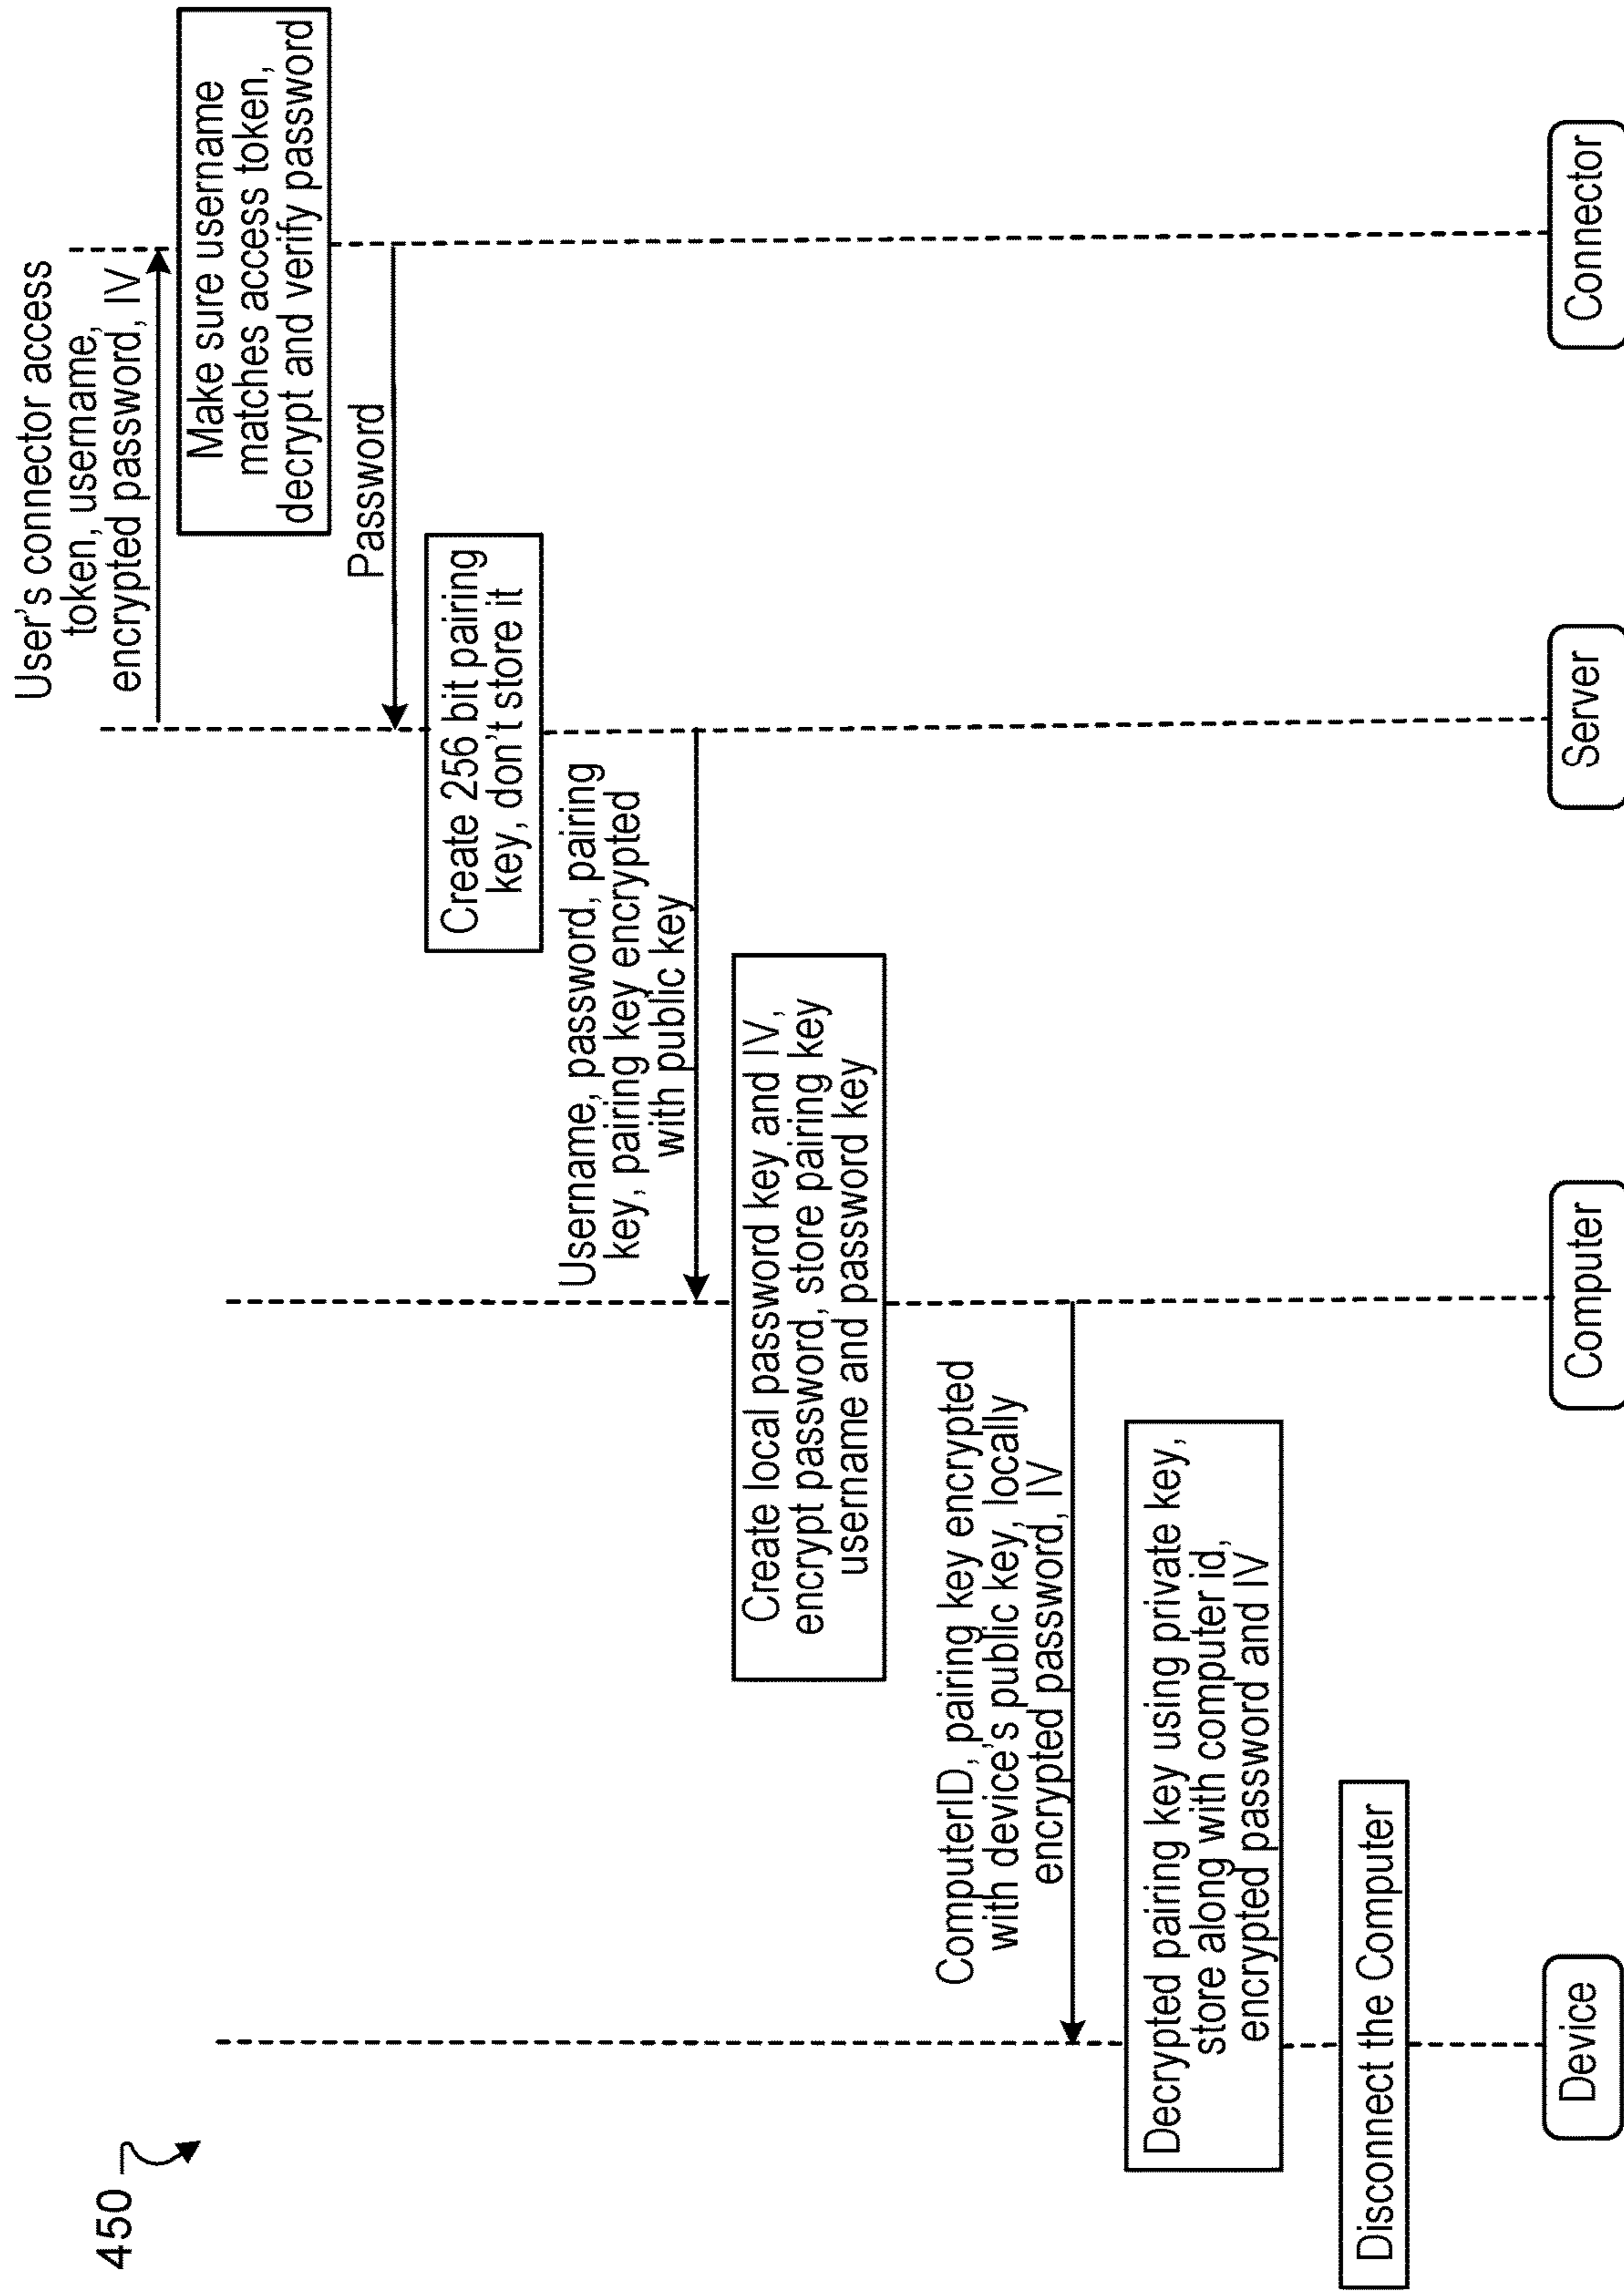 450
User's connector access
token, username,
encrypted password, IV
Make sure username
matches access token,
decrypt and verify password
Password
Create 256 bit pairing
key, don't store it
Username, password, pairing
key, pairing key encrypted
with public key
Create local password key and IV,
encrypt password, store pairing key
username and password key
ComputerID, pairing key encrypted
with device's public key, locally
encrypted password, IV
Decrypted pairing key using private key,
store along with computer id,
encrypted password and IV
Disconnect the Computer
Device
Computer
Server
Connector